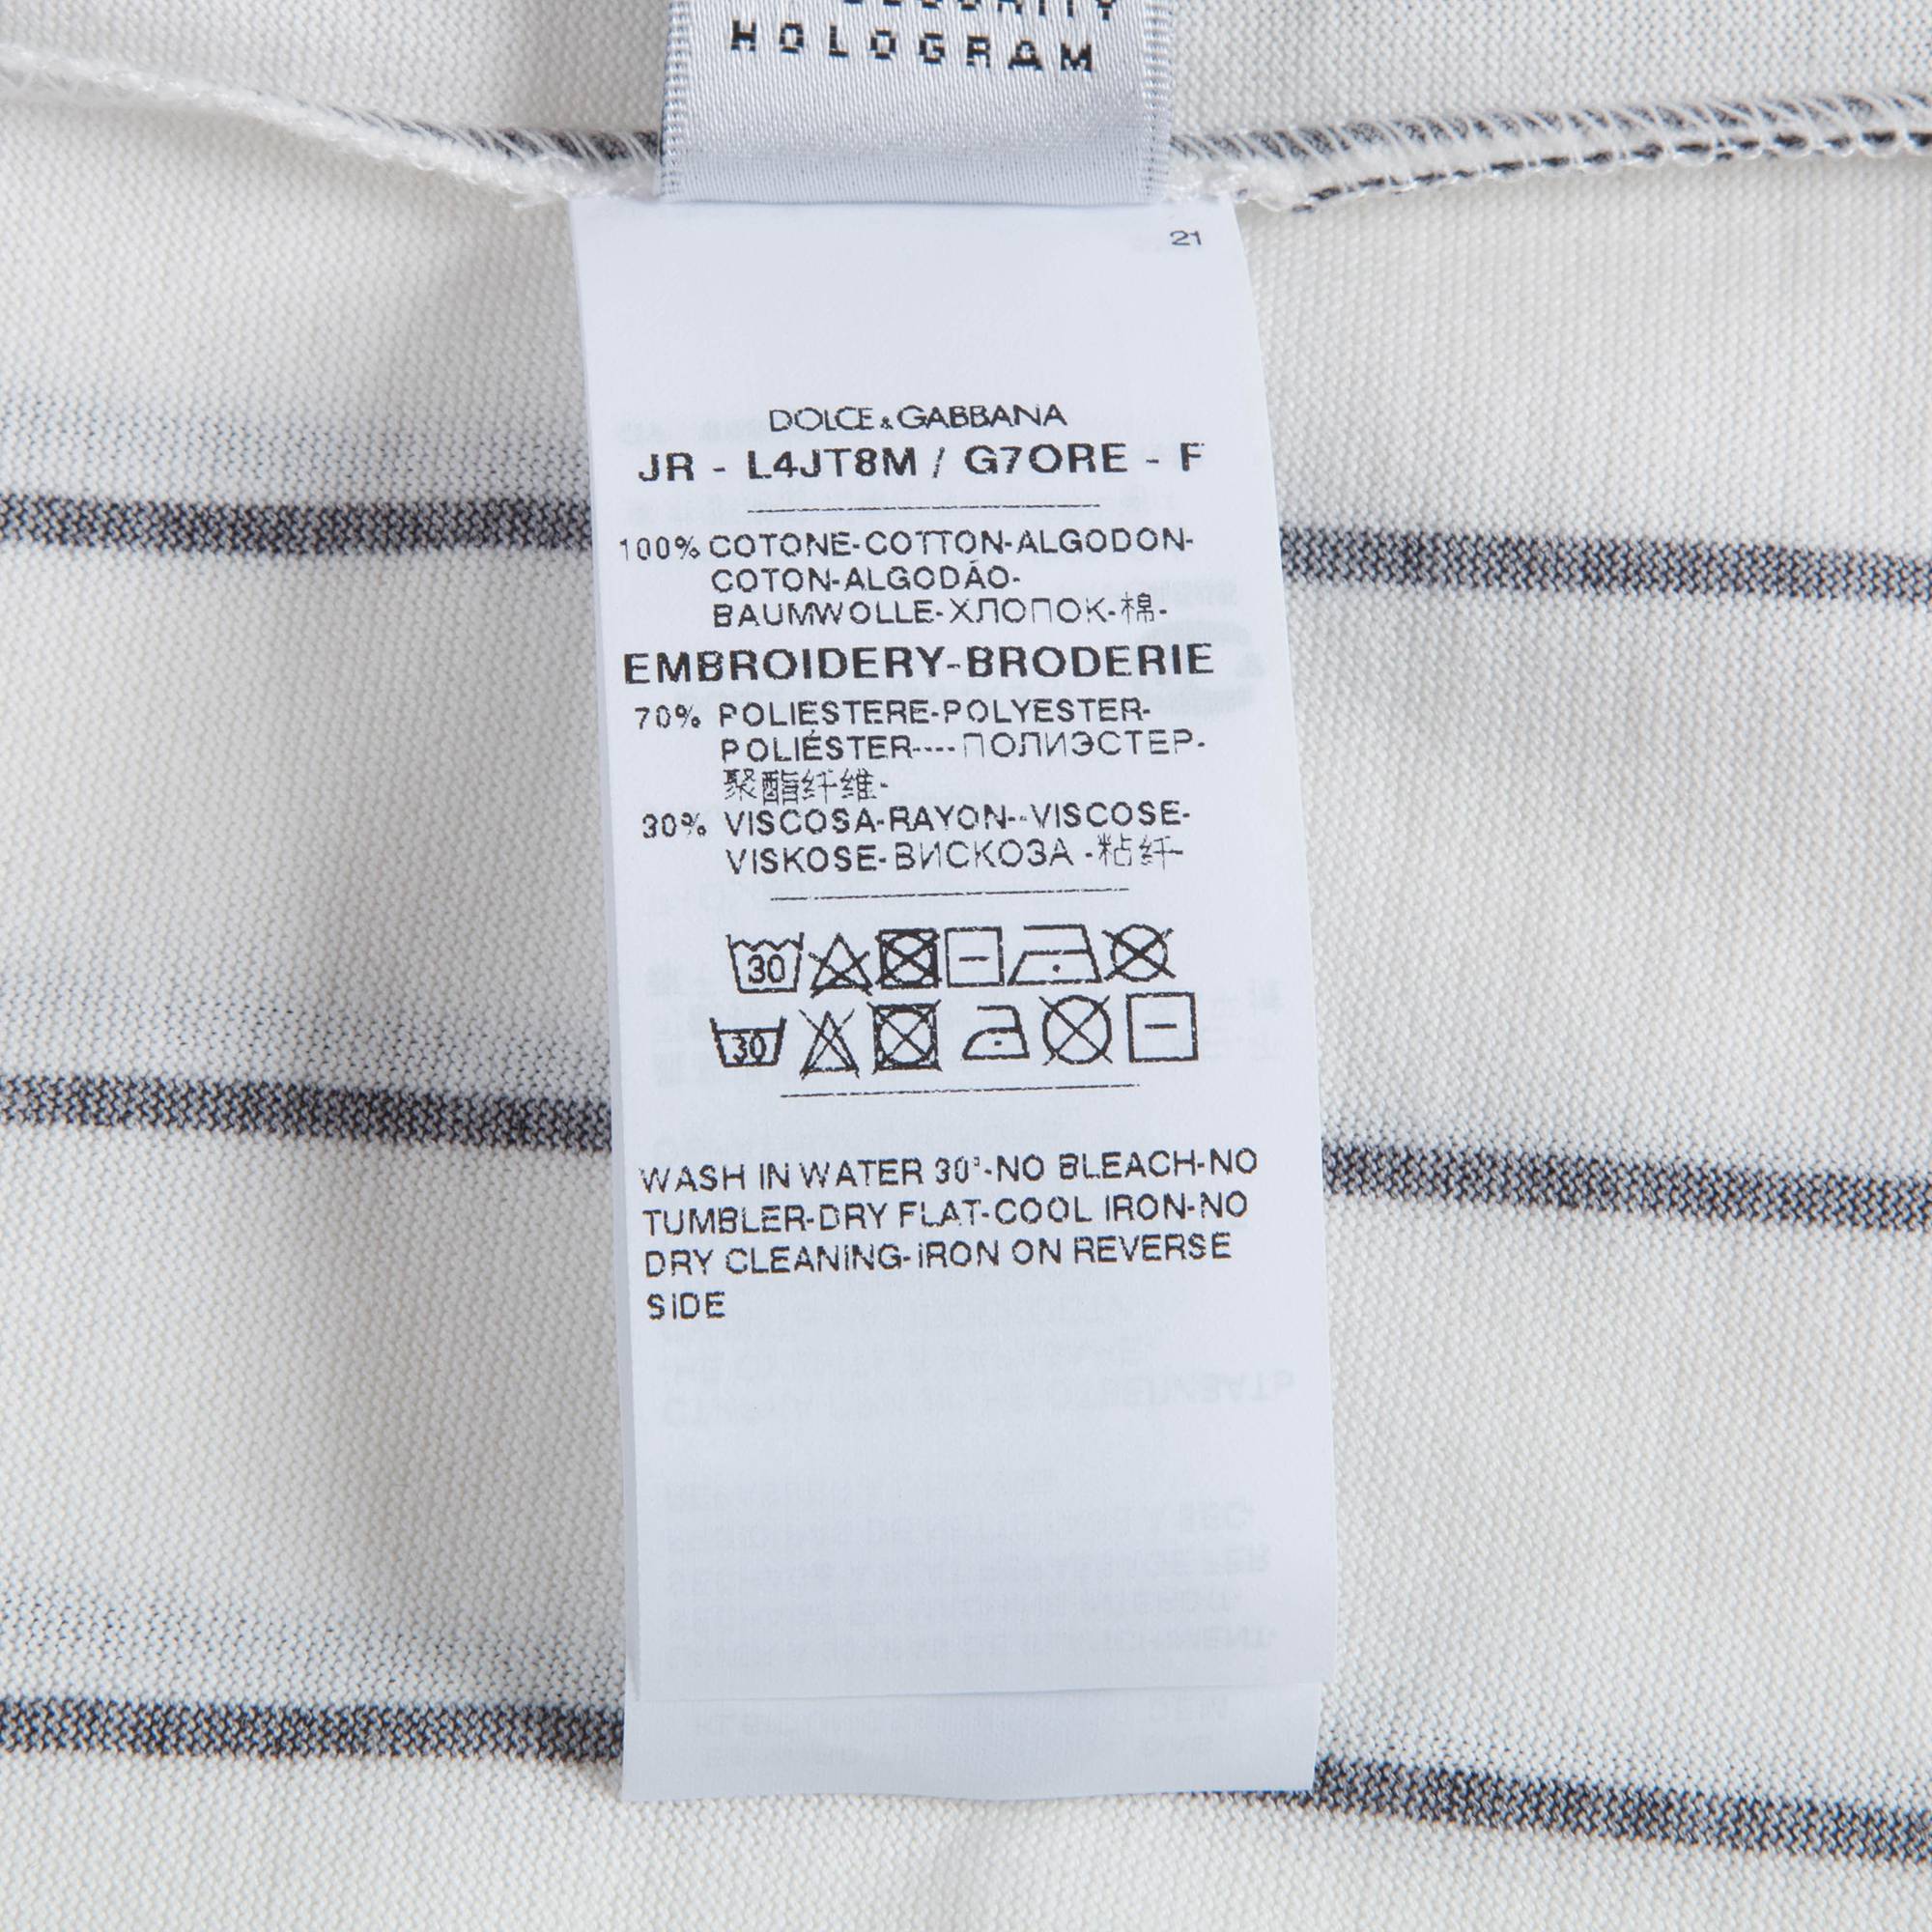 HOLOGRAM
21
DOLCE & GABBANA
JR - L4JT8M / G7ORE - F
100% COTONE-COTTON-ALGODON-
COTON-ALGODÃO-
BAUMWOLLE-ХЛОПОК-棉-
EMBROIDERY-BRODERIE
70% POLIESTERE-POLYESTER-
POLIÉSTER----ПОЛИЭСТЕР-
聚酯纤维-
30% VISCOSA-RAYON--VISCOSE-
VISKOSE-ВИСКОЗА -粘纤-
30
30
WASH IN WATER 30°-NO BLEACH-NO
TUMBLER-DRY FLAT-COOL IRON-NO
DRY CLEANING-IRON ON REVERSE
SIDE